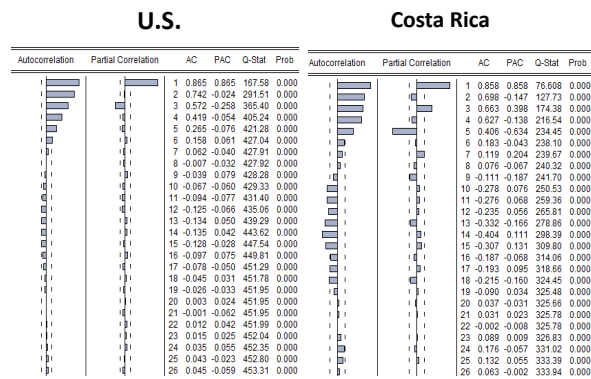 U.S.
Autocorrelation Partial Correlation AC PAC Q-Stat Prob
1 0.865 0.865 167.58 0.000
2 0.742 -0.024 291.51 0.000
3 0.572 -0.258 365.40 0.000
4 0.419 -0.054 405.24 0.000
5 0.265 -0.076 421.28 0.000
6 0.158 0.061 427.04 0.000
7 0.062 -0.040 427.91 0.000
8 -0.007 -0.032 427.92 0.000
9 -0.039 0.079 428.28 0.000
10 -0.067 -0.060 429.33 0.000
11 -0.094 -0.077 431.40 0.000
12 -0.125 -0.066 435.06 0.000
13 -0.134 0.050 439.29 0.000
14 -0.135 0.042 443.62 0.000
15 -0.128 -0.028 447.54 0.000
16 -0.097 0.075 449.81 0.000
17 -0.078 -0.050 451.29 0.000
18 -0.045 0.031 451.78 0.000
19 -0.026 -0.033 451.95 0.000
20 0.003 0.024 451.95 0.000
21 -0.001 -0.062 451.95 0.000
22 0.012 0.042 451.99 0.000
23 0.015 0.025 452.04 0.000
24 0.035 0.055 452.35 0.000
25 0.043 -0.023 452.80 0.000
26 0.045 -0.059 453.31 0.000
Costa Rica
Autocorrelation Partial Correlation AC PAC Q-Stat Prob
1 0.858 0.858 76.608 0.000
2 0.698 -0.147 127.73 0.000
3 0.663 0.398 174.38 0.000
4 0.627 -0.138 216.54 0.000
5 0.406 -0.634 234.45 0.000
6 0.183 -0.043 238.10 0.000
7 0.119 0.204 239.67 0.000
8 0.076 -0.067 240.32 0.000
9 -0.111 -0.187 241.70 0.000
10 -0.278 0.076 250.53 0.000
11 -0.276 0.068 259.36 0.000
12 -0.235 0.056 265.81 0.000
13 -0.332 -0.166 278.86 0.000
14 -0.404 0.111 298.39 0.000
15 -0.307 0.131 309.80 0.000
16 -0.187 -0.068 314.06 0.000
17 -0.193 0.095 318.66 0.000
18 -0.215 -0.160 324.45 0.000
19 -0.090 0.034 325.48 0.000
20 0.037 -0.031 325.66 0.000
21 0.031 0.023 325.78 0.000
22 -0.002 -0.008 325.78 0.000
23 0.089 0.009 326.83 0.000
24 0.176 -0.057 331.02 0.000
25 0.132 0.055 333.39 0.000
26 0.063 -0.002 333.94 0.000